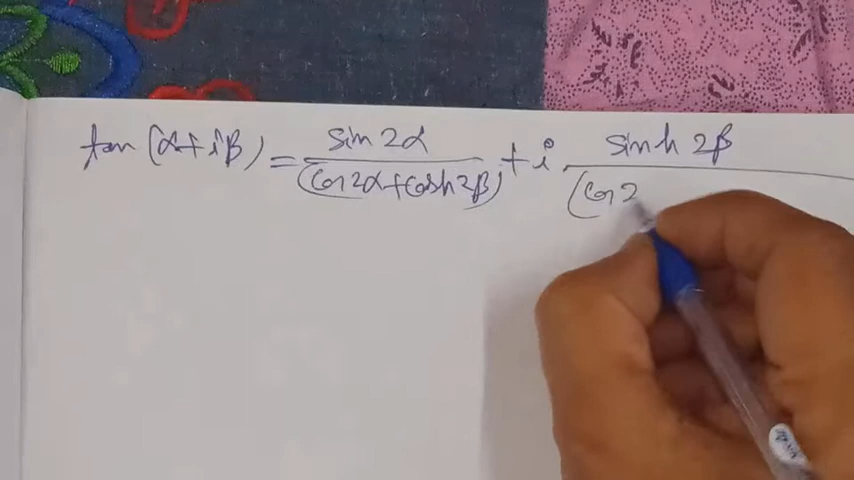 tan (α+iβ) = sin 2α / (cos 2α + cosh 2β) + i sinh 2β / (cos 2